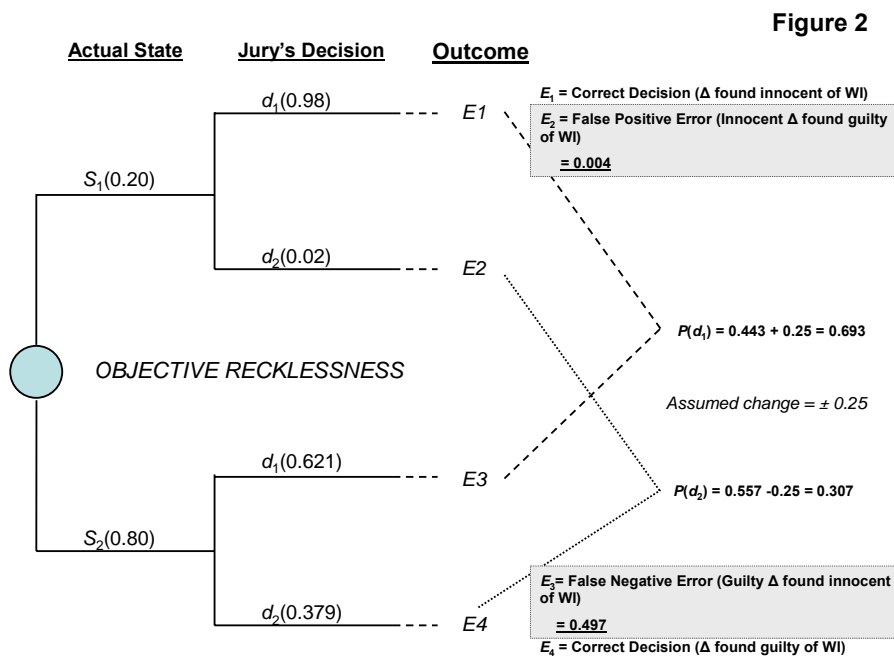 Figure 2
Actual State Jury's Decision Outcome
d1(0.98) E1
E1 = Correct Decision (Δ found innocent of WI)
E2 = False Positive Error (Innocent Δ found guilty
of WI)
= 0.004
S1(0.20)
d2(0.02) E2
P(d1) = 0.443 + 0.25 = 0.693
OBJECTIVE RECKLESSNESS
Assumed change = ± 0.25
d1(0.621) E3
P(d2) = 0.557 -0.25 = 0.307
S2(0.80)
E3= False Negative Error (Guilty Δ found innocent
of WI)
= 0.497
d2(0.379) E4
E4 = Correct Decision (Δ found guilty of WI)